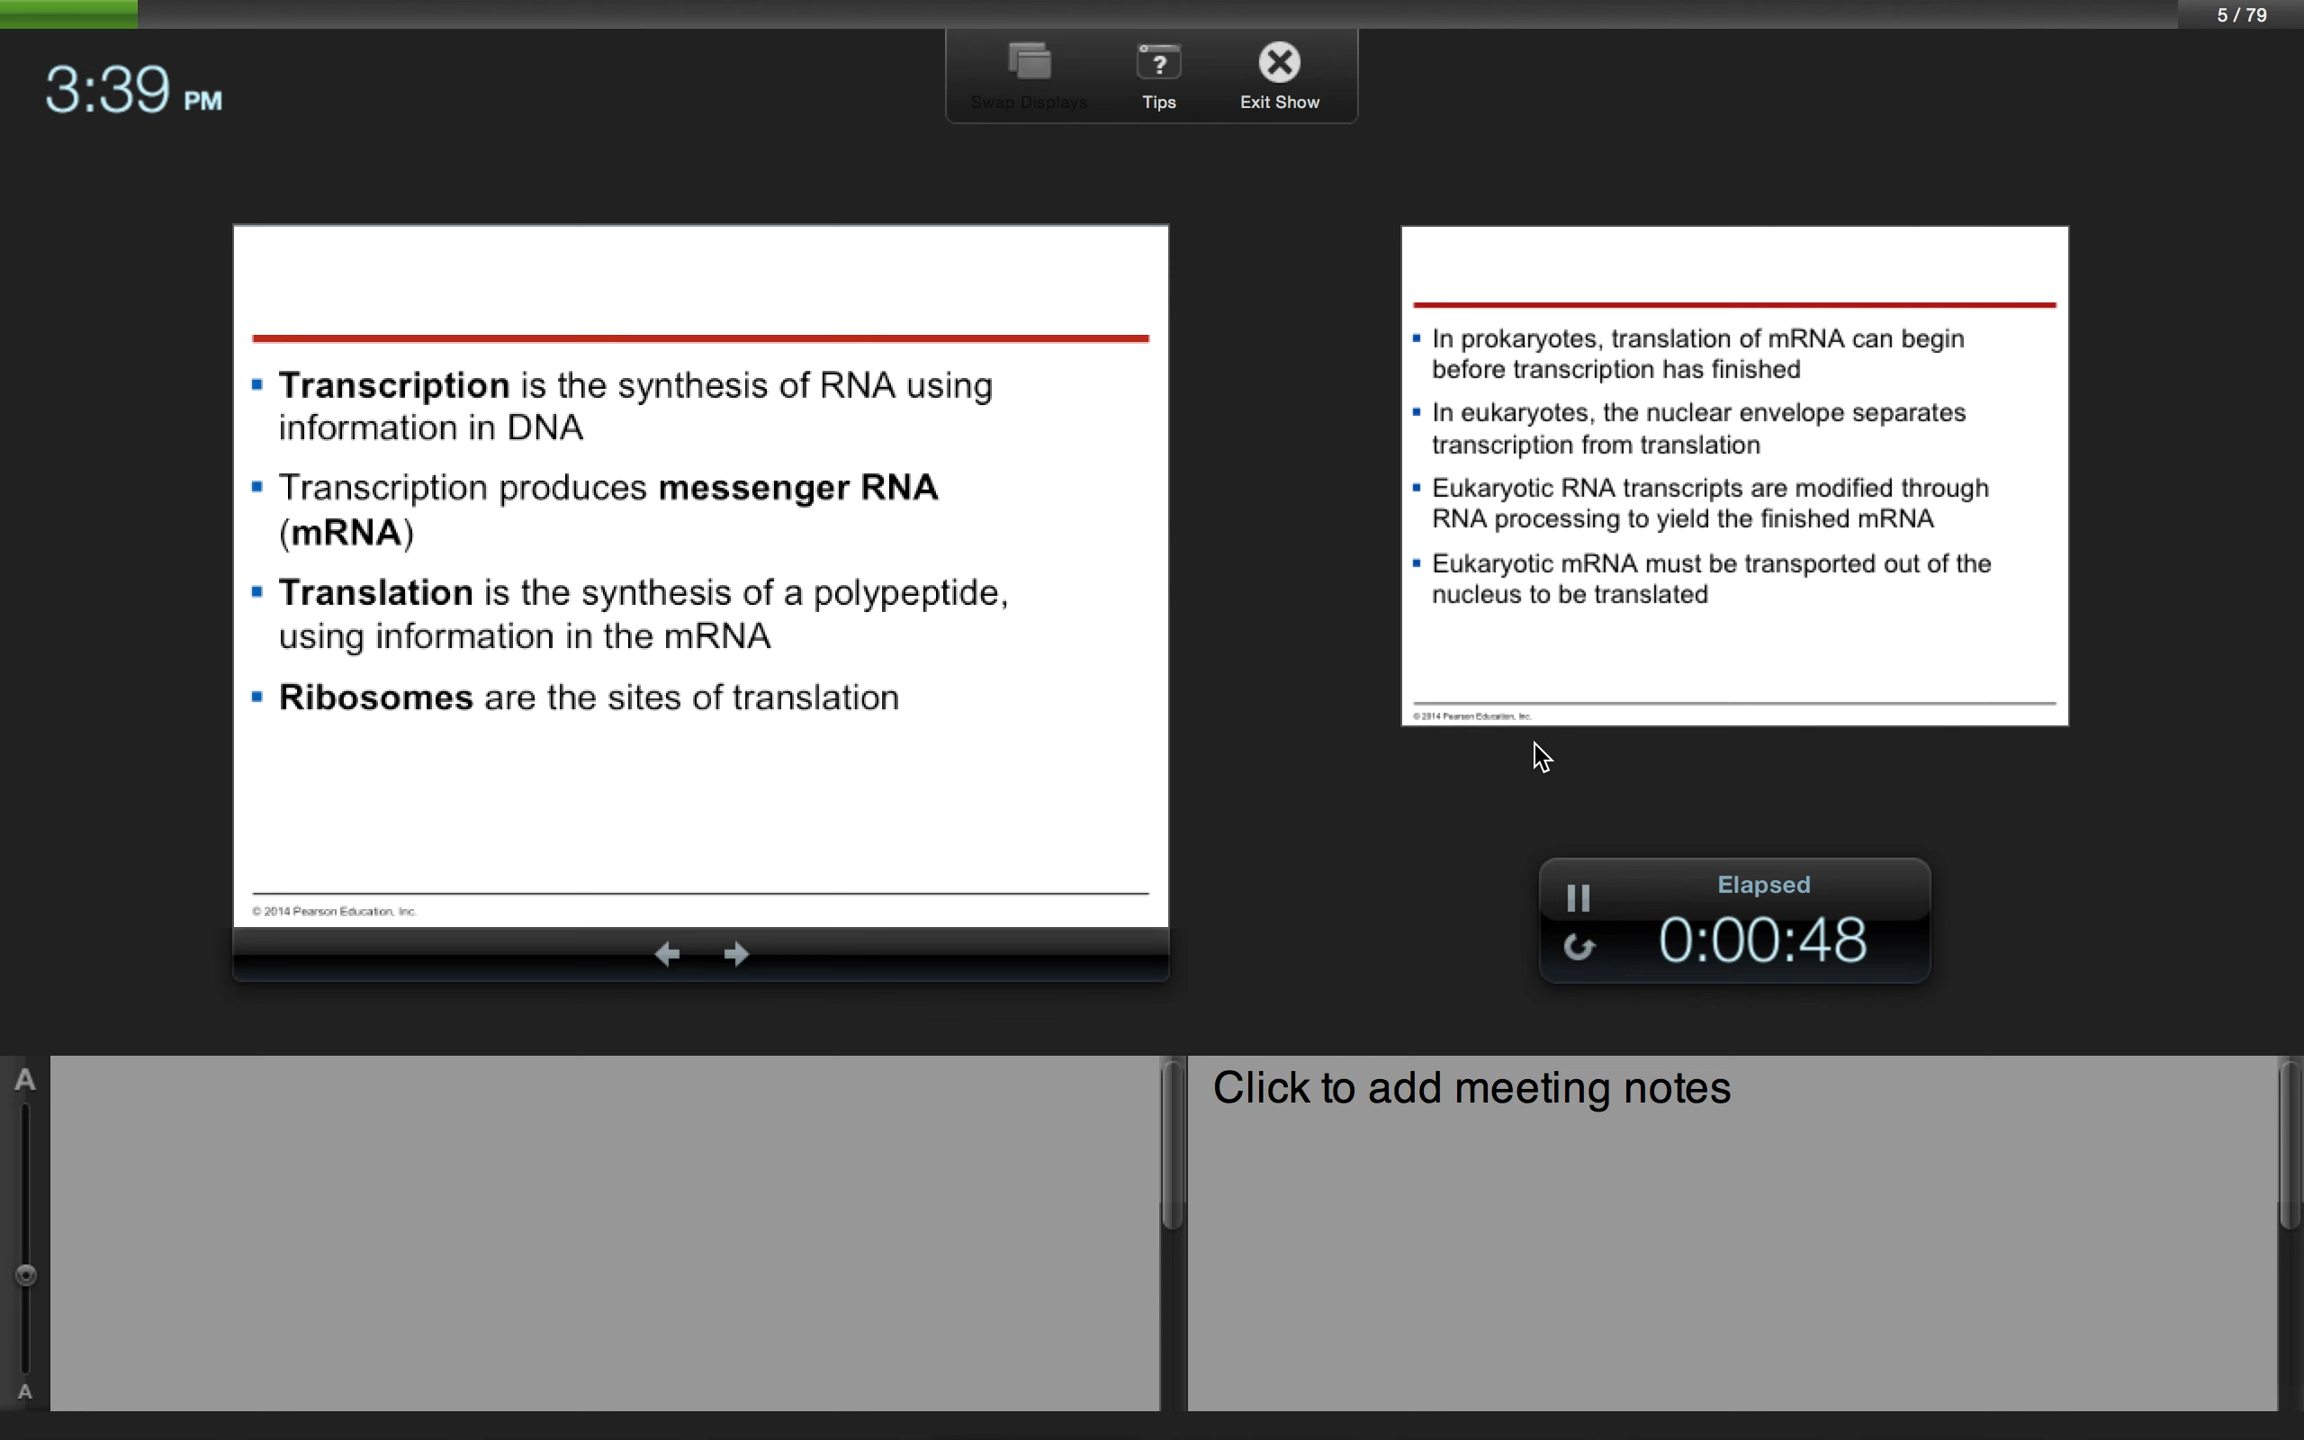 5 / 79
3:39 PM
Swap Displays
Tips
Exit Show
Transcription is the synthesis of RNA using
information in DNA
Transcription produces messenger RNA
(mRNA)
Translation is the synthesis of a polypeptide,
using information in the mRNA
Ribosomes are the sites of translation
© 2014 Pearson Education, Inc.
In prokaryotes, translation of mRNA can begin
before transcription has finished
In eukaryotes, the nuclear envelope separates
transcription from translation
Eukaryotic RNA transcripts are modified through
RNA processing to yield the finished mRNA
Eukaryotic mRNA must be transported out of the
nucleus to be translated
© 2014 Pearson Education, Inc.
Elapsed
0:00:48
A
A
Click to add meeting notes